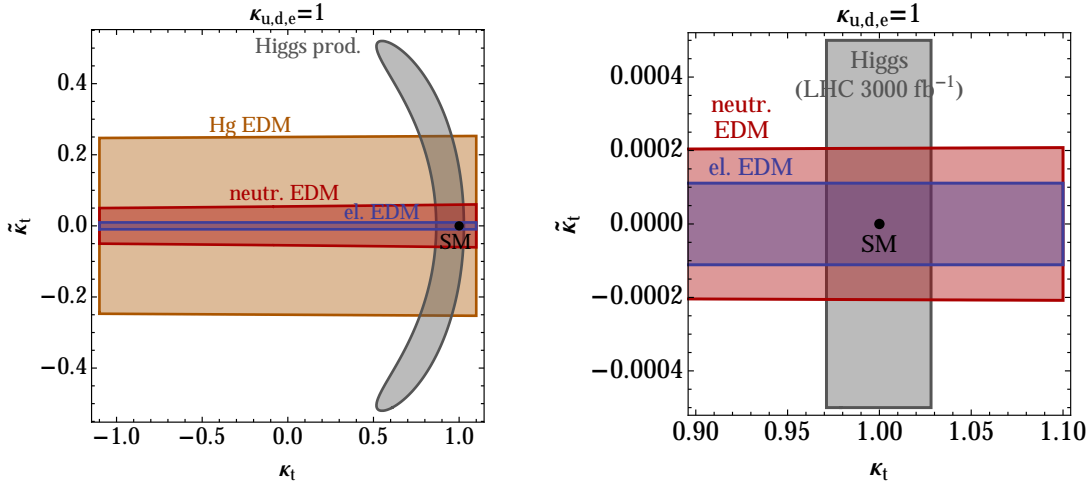 κu,d,e=1
Higgs prod.
Hg EDM
neutr. EDM
el. EDM
SM
0.4
0.2
0.0
−0.2
−0.4
κ̃t
−1.0 −0.5 0.0 0.5 1.0
κt
κu,d,e=1
Higgs
(LHC 3000 fb−1)
neutr.
EDM
el. EDM
SM
0.0004
0.0002
0.0000
−0.0002
−0.0004
κ̃t
0.90 0.95 1.00 1.05 1.10
κt